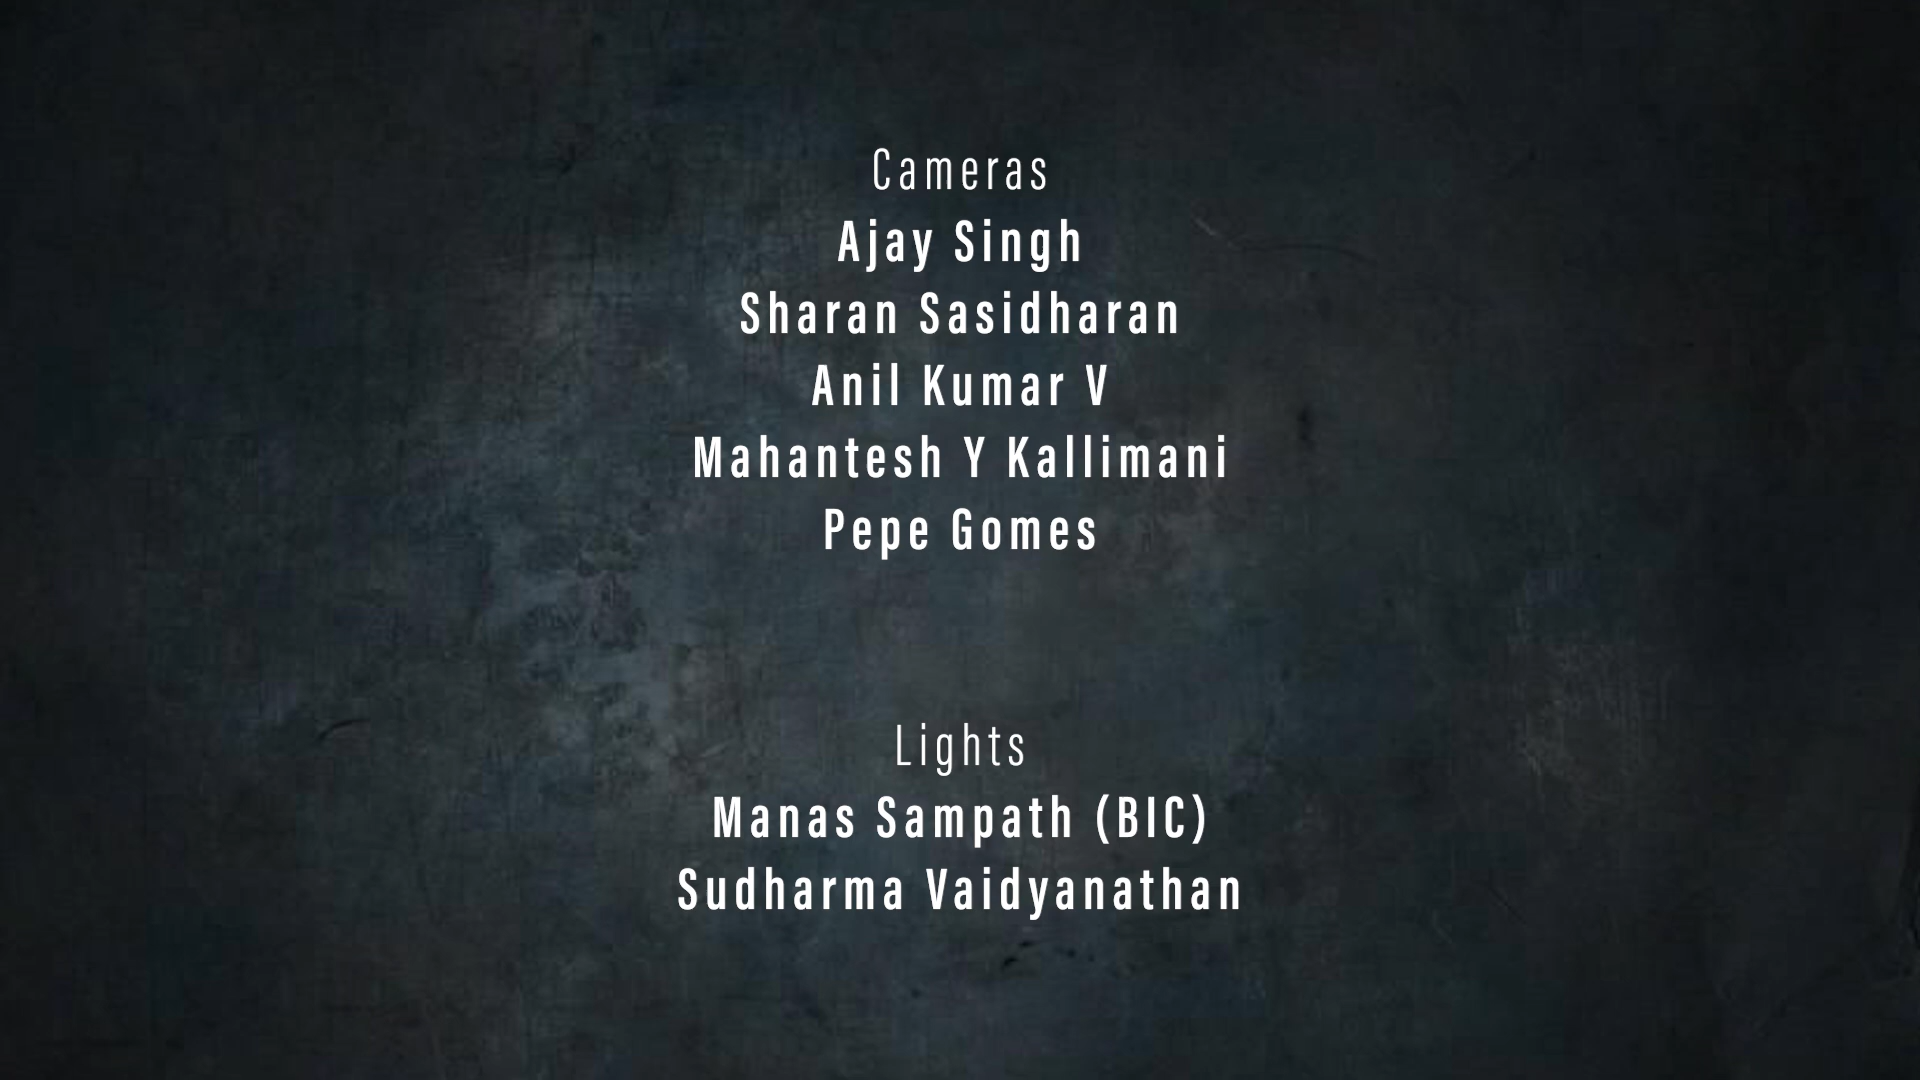 Cameras
Ajay Singh
Sharan Sasidharan
Anil Kumar V
Mahantesh Y Kallimani
Pepe Gomes
Lights
Manas Sampath (BIC)
Sudharma Vaidyanathan